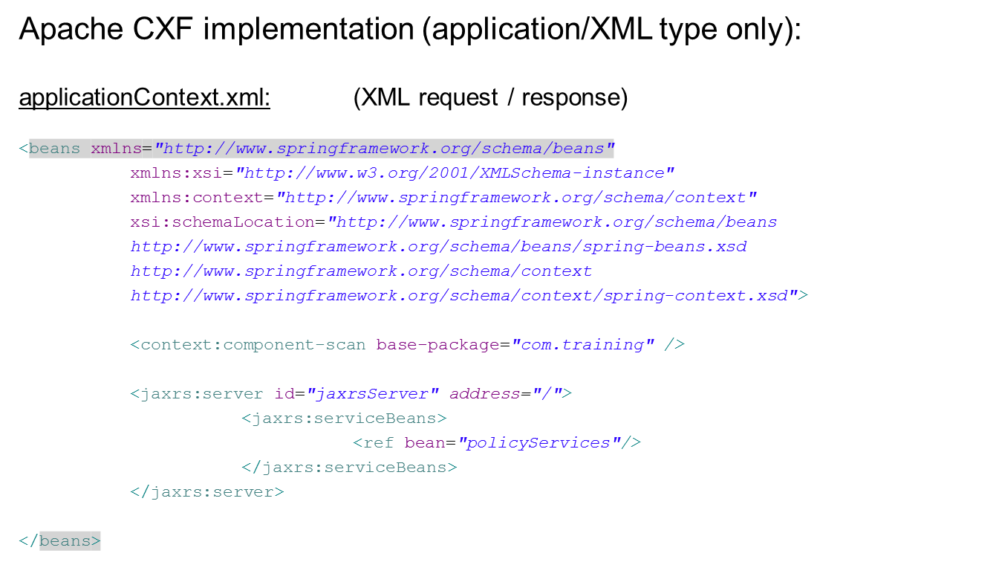 Apache CXF implementation (application/XML type only):
applicationContext.xml: (XML request / response)
<beans xmlns="http://www.springframework.org/schema/beans"
xmlns:xsi="http://www.w3.org/2001/XMLSchema-instance"
xmlns:context="http://www.springframework.org/schema/context"
xsi:schemaLocation="http://www.springframework.org/schema/beans
http://www.springframework.org/schema/beans/spring-beans.xsd
http://www.springframework.org/schema/context
http://www.springframework.org/schema/context/spring-context.xsd">
<context:component-scan base-package="com.training" />
<jaxrs:server id="jaxrsServer" address="/">
<jaxrs:serviceBeans>
<ref bean="policyServices"/>
</jaxrs:serviceBeans>
</jaxrs:server>
</beans>